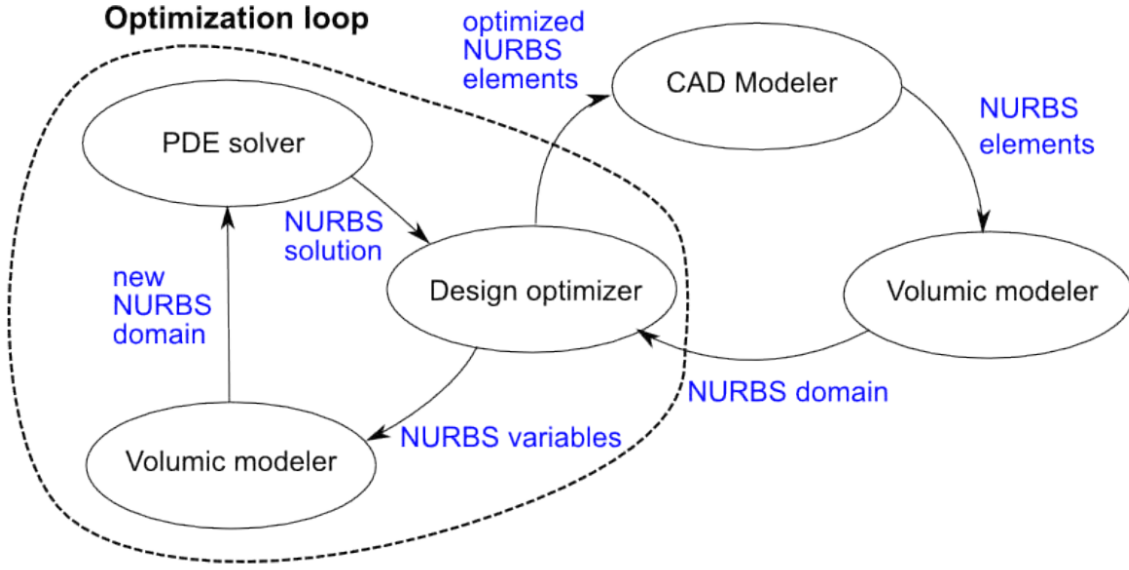 Optimization loop
optimized
NURBS
elements
CAD Modeler
NURBS
elements
PDE solver
NURBS
solution
new
NURBS
domain
Design optimizer
Volumic modeler
NURBS domain
NURBS variables
Volumic modeler